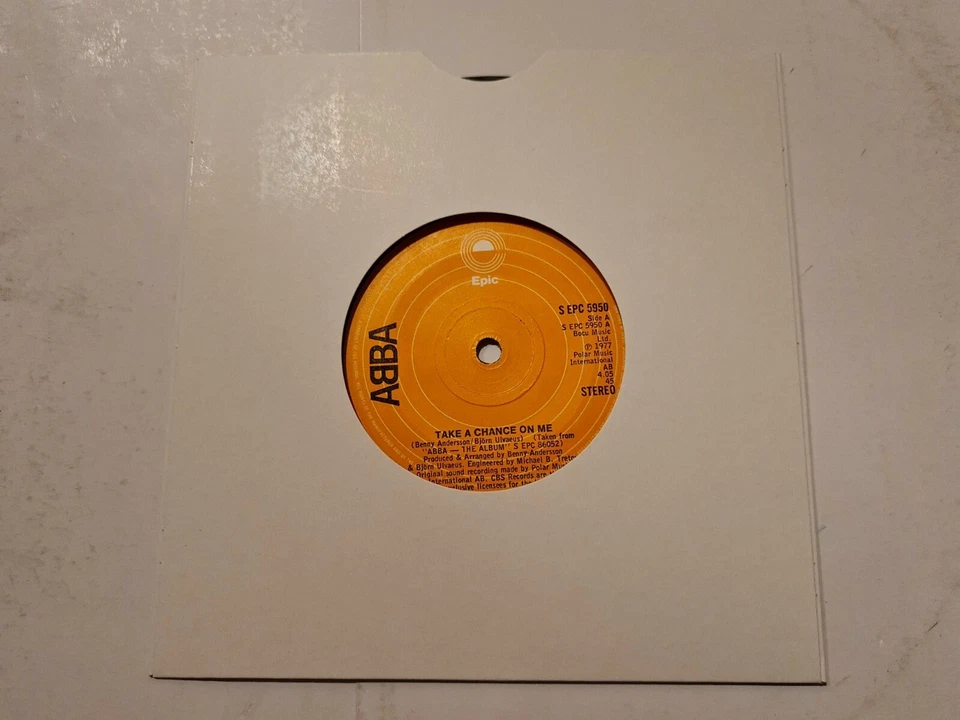 Epic
ABBA
S EPC 5950
Side A
S EPC 5950 A
Bocu Music
Ltd.
℗ 1977
Polar Music
International
AB
4.05
45
STEREO
TAKE A CHANCE ON ME
(Benny Andersson/Björn Ulvaeus) (Taken from
"ABBA — THE ALBUM" S EPC 86052)
Produced & Arranged by Benny Andersson
& Björn Ulvaeus. Engineered by Michael B. Tretow
Original sound recording made by Polar Music
International AB, CBS Records are
exclusive licensees for the